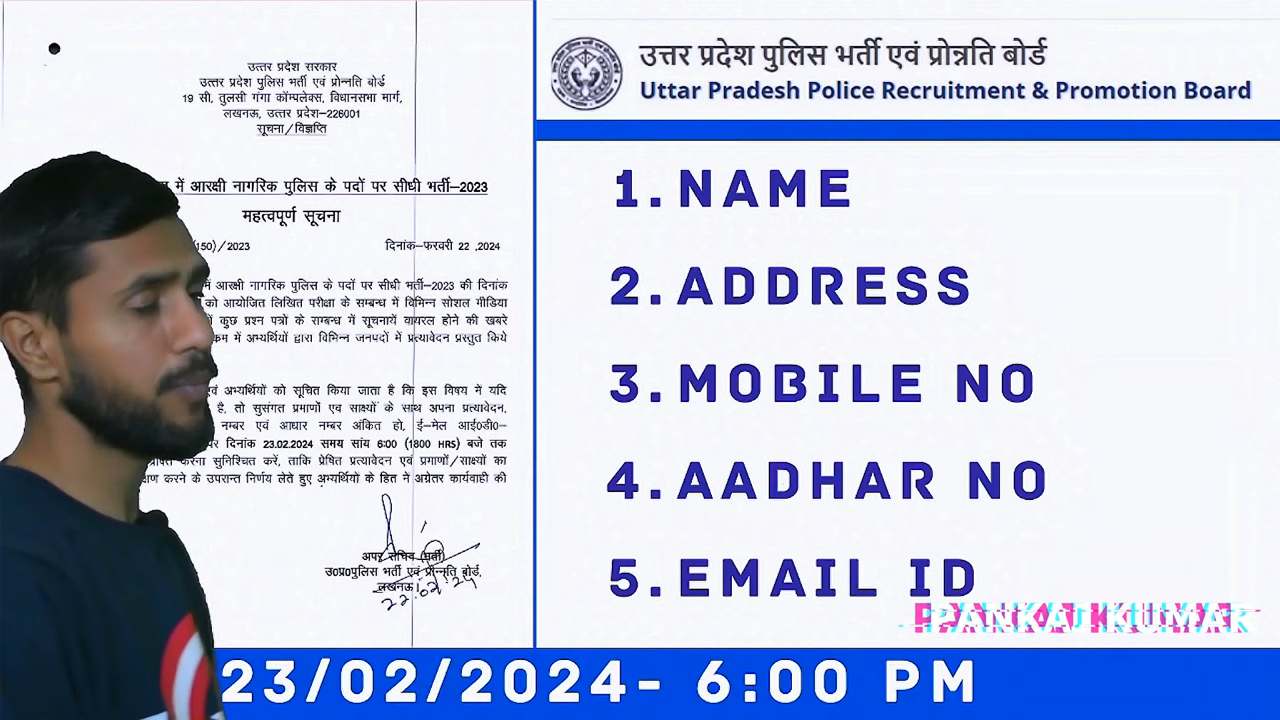 उत्तर प्रदेश सरकार
उत्तर प्रदेश पुलिस भर्ती एवं प्रोन्नति बोर्ड
19 सी, तुलसी गंगा कॉम्पलेक्स, विधानसभा मार्ग,
लखनऊ, उत्तर प्रदेश–226001
सूचना/विज्ञप्ति
में आरक्षी नागरिक पुलिस के पदों पर सीधी भर्ती–2023
महत्वपूर्ण सूचना
(150)/2023 दिनांक–फरवरी 22 ,2024
में आरक्षी नागरिक पुलिस के पदों पर सीधी भर्ती–2023 की दिनांक
को आयोजित लिखित परीक्षा के सम्बन्ध में विभिन्न सोशल मीडिया
कुछ प्रश्न पत्रो के सम्बन्ध में सूचनायें वायरल होने की खबरे
में अभ्यर्थियों द्वारा विभिन्न जनपदों में प्रत्यावेदन प्रस्तुत किये
अभ्यर्थियों को सूचित किया जाता है कि इस विषय मे यदि
है, तो सुसंगत प्रमाणों एव साक्ष्यों के साथ अपना प्रत्यावेदन,
नम्बर एवं आधार नम्बर अंकित हो, ई–मेल आई0डी0–
पर दिनांक 23.02.2024 समय सांय 6:00 (1800 HRS) बजे तक
करना सुनिश्चित करें, ताकि प्रेषित प्रत्यावेदन एवं प्रमाणों/साक्ष्यों का
करने के उपरान्त निर्णय लेते हुए अभ्यर्थियों के हित मे अग्रेतर कार्यवाही की
अपर सचिव (भर्ती)
उ0प्र0पुलिस भर्ती एवं प्रोन्नति बोर्ड,
लखनऊ।
22.02.24
उत्तर प्रदेश पुलिस भर्ती एवं प्रोन्नति बोर्ड
Uttar Pradesh Police Recruitment & Promotion Board
1. NAME
2. ADDRESS
3. MOBILE NO
4. AADHAR NO
5. EMAIL ID
PANKAJ KUMAR
23/02/2024- 6:00 PM